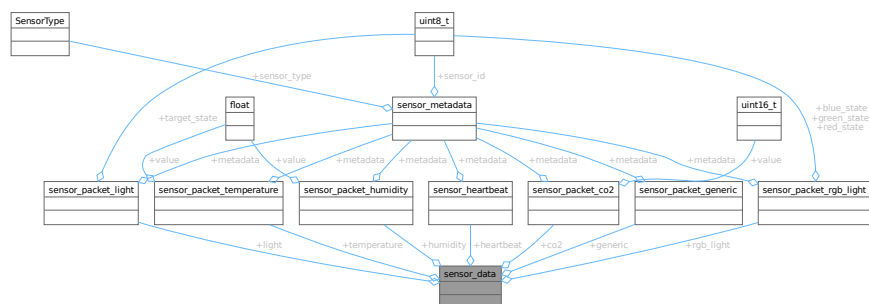 SensorType
uint8_t
+sensor_type
+sensor_id
float
sensor_metadata
uint16_t
+target_state
+blue_state
+green_state
+red_state
+value
+metadata
+metadata
+value
+metadata
+metadata
+metadata
+metadata
+value
+metadata
sensor_packet_light
sensor_packet_temperature
sensor_packet_humidity
sensor_heartbeat
sensor_packet_co2
sensor_packet_generic
sensor_packet_rgb_light
+light
+temperature
+humidity
+heartbeat
+co2
+generic
+rgb_light
sensor_data